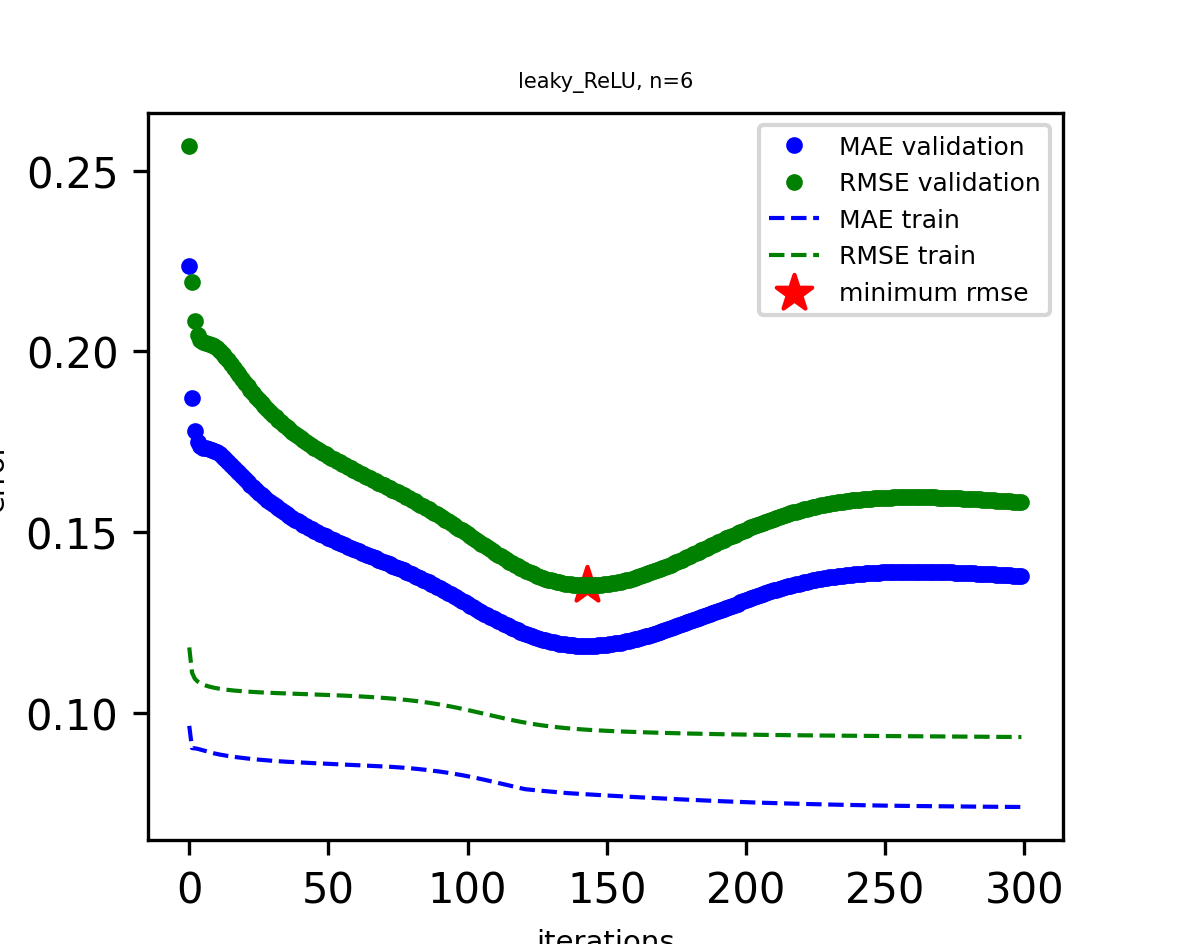 leaky_ReLU, n=6
MAE validation
RMSE validation
MAE train
RMSE train
minimum rmse
0.25
0.20
0.15
0.10
0 50 100 150 200 250 300
iterations